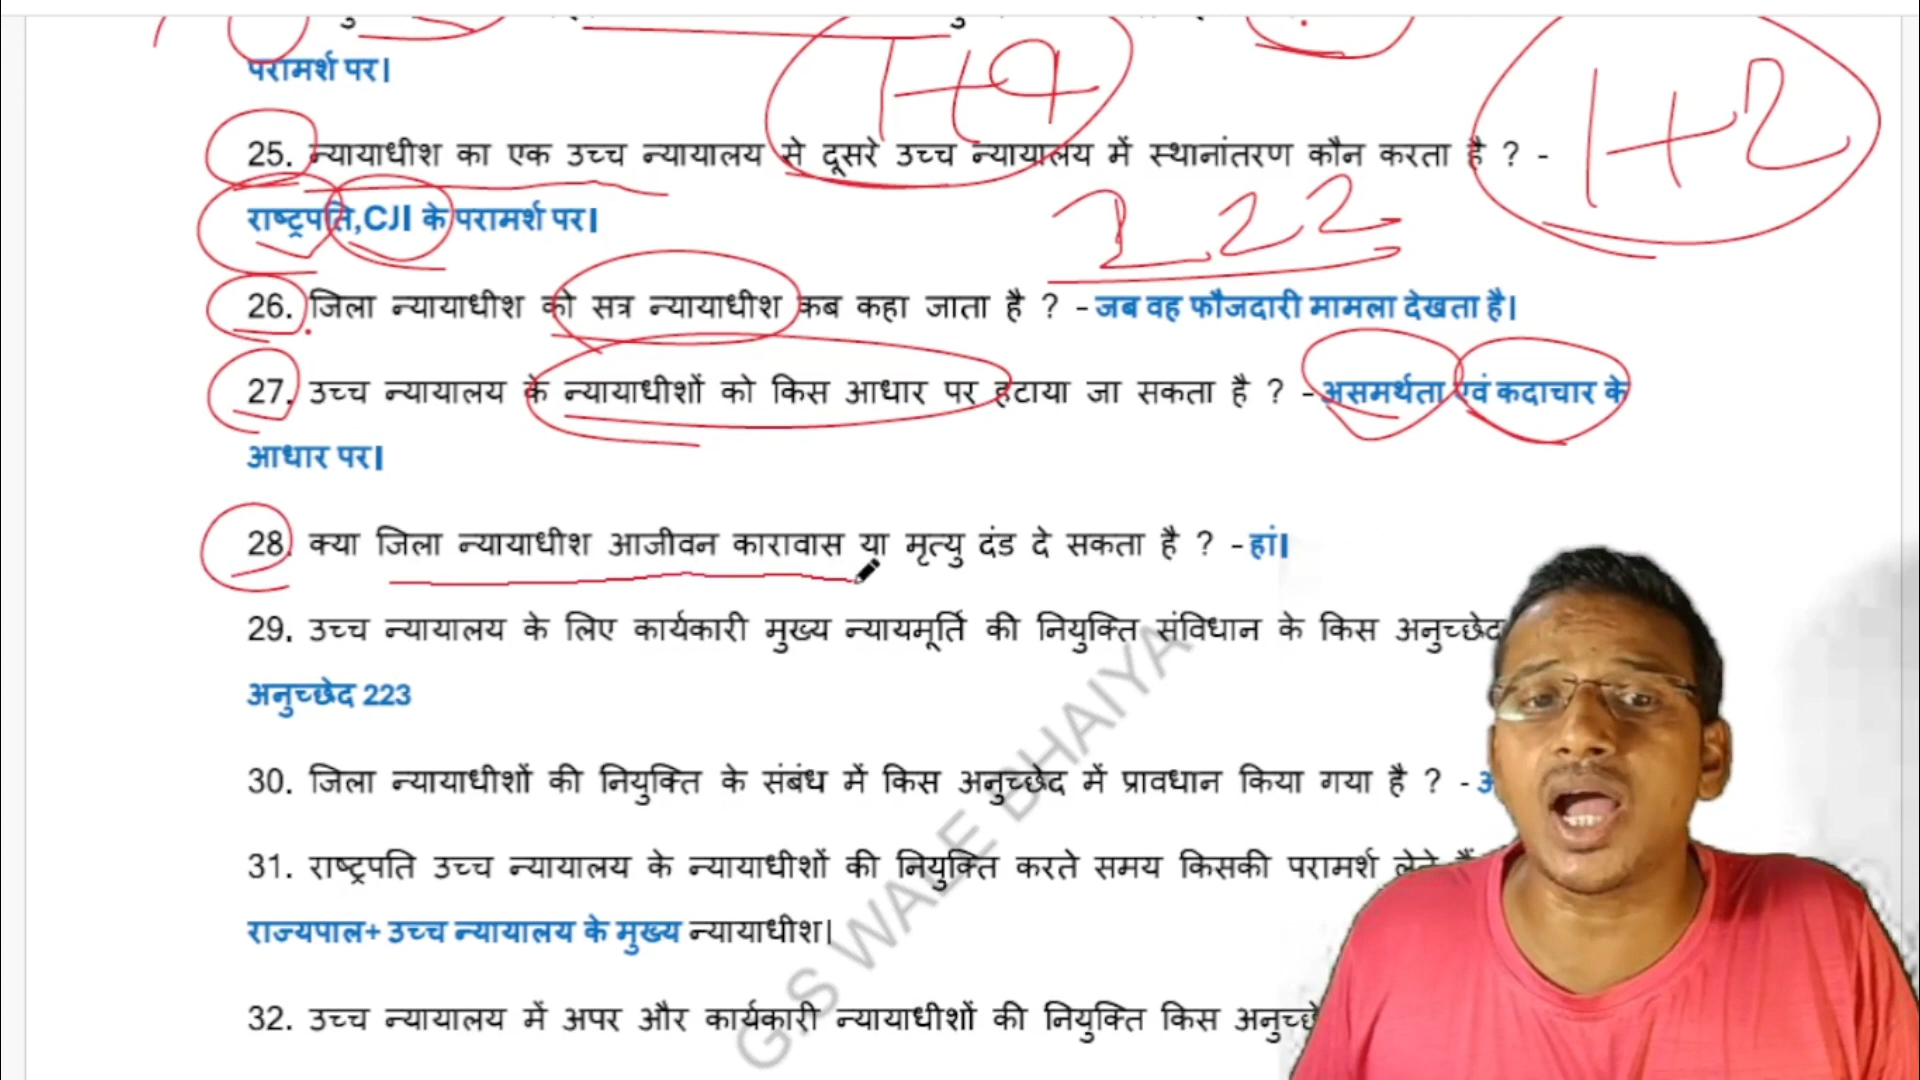 परामर्श पर।
1+4
1+2
25. न्यायाधीश का एक उच्च न्यायालय से दूसरे उच्च न्यायालय में स्थानांतरण कौन करता है ? -
राष्ट्रपति,CJI के परामर्श पर।
222
26. जिला न्यायाधीश को सत्र न्यायाधीश कब कहा जाता है ? - जब वह फौजदारी मामला देखता है।
27. उच्च न्यायालय के न्यायाधीशों को किस आधार पर हटाया जा सकता है ? - असमर्थता एवं कदाचार के
आधार पर।
28. क्या जिला न्यायाधीश आजीवन कारावास या मृत्यु दंड दे सकता है ? - हां।
29. उच्च न्यायालय के लिए कार्यकारी मुख्य न्यायमूर्ति की नियुक्ति संविधान के किस अनुच्छेद
अनुच्छेद 223
30. जिला न्यायाधीशों की नियुक्ति के संबंध में किस अनुच्छेद में प्रावधान किया गया है ? -
31. राष्ट्रपति उच्च न्यायालय के न्यायाधीशों की नियुक्ति करते समय किसकी परामर्श लेते
राज्यपाल+ उच्च न्यायालय के मुख्य न्यायाधीश।
32. उच्च न्यायालय में अपर और कार्यकारी न्यायाधीशों की नियुक्ति किस
G.S WALE BHAIYA